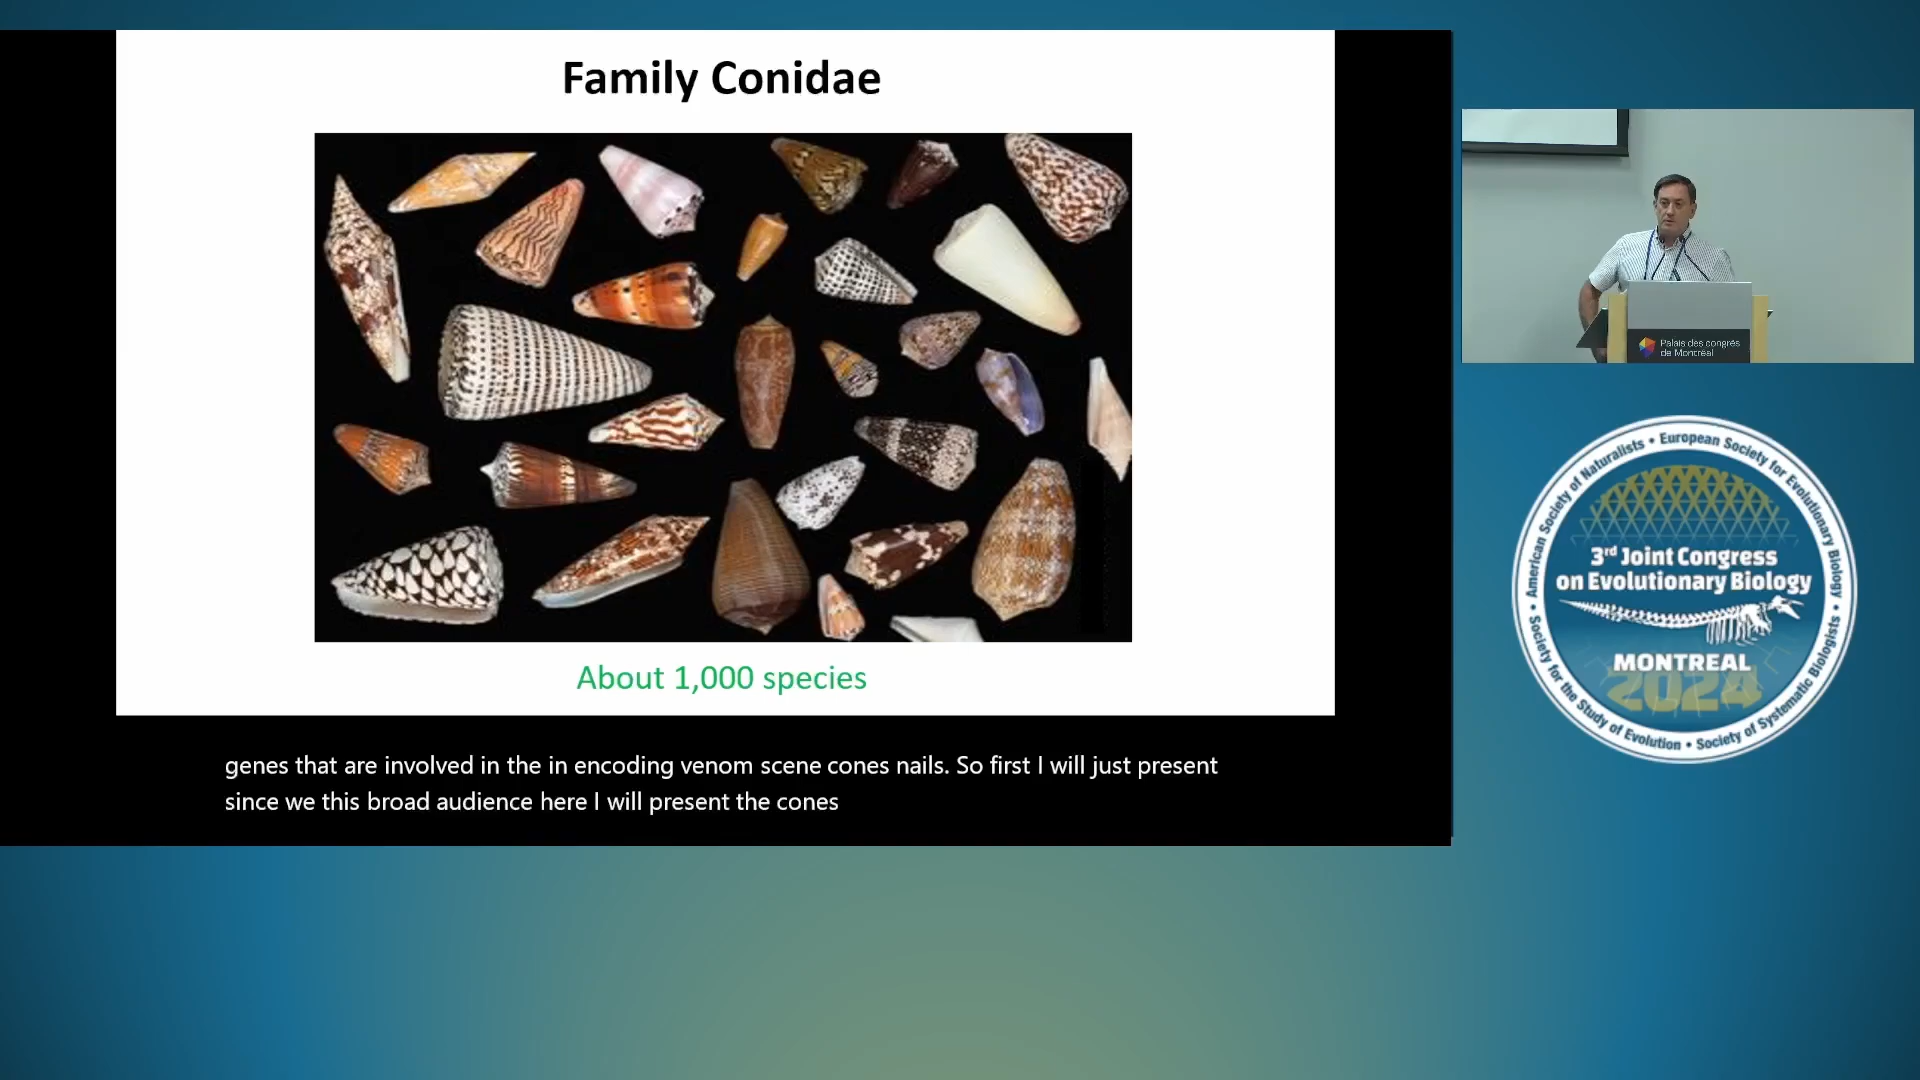 Family Conidae
About 1,000 species
genes that are involved in the in encoding venom scene cones nails. So first I will just present
since we this broad audience here I will present the cones
Palais des congrès
de Montréal
American Society of Naturalists • European Society for Evolutionary Biology • Society of Systematic Biologists • Society for the Study of Evolution •
3rd Joint Congress
on Evolutionary Biology
MONTREAL
2024